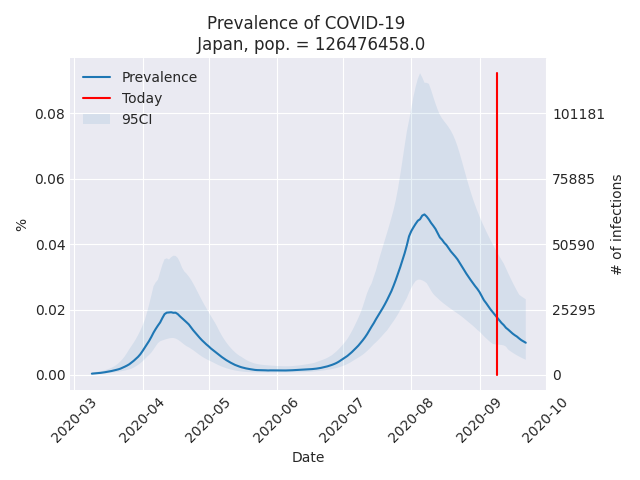 Prevalence of COVID-19
Japan, pop. = 126476458.0
Prevalence
Today
95CI
0.08
0.06
0.04
0.02
0.00
%
101181
75885
50590
25295
0
# of infections
2020-03
2020-04
2020-05
2020-06
2020-07
2020-08
2020-09
2020-10
Date